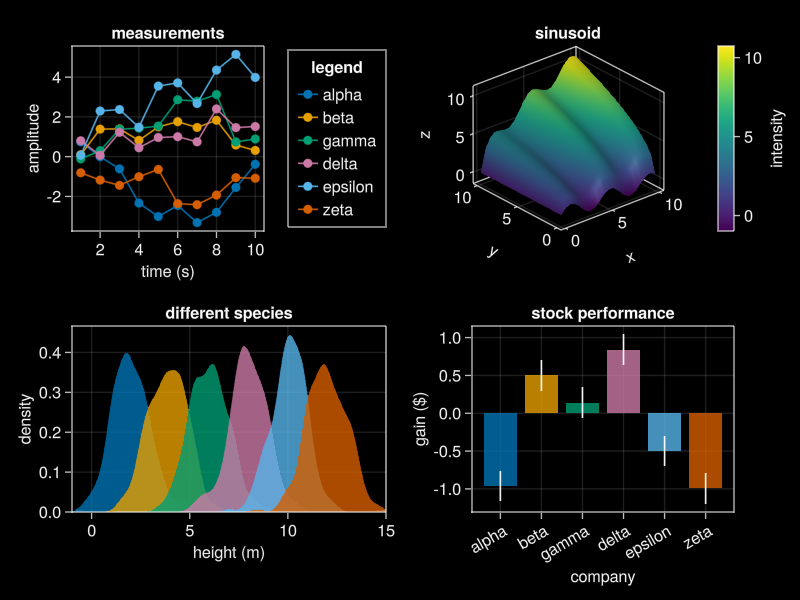 measurements
amplitude
4
2
0
-2
2
4
6
8
10
time (s)
legend
alpha
beta
gamma
delta
epsilon
zeta
sinusoid
z
10
5
0
10
5
0
y
0
5
10
x
10
5
0
intensity
different species
density
0.4
0.3
0.2
0.1
0.0
0
5
10
15
height (m)
stock performance
gain ($)
1.0
0.5
0.0
-0.5
-1.0
alpha
beta
gamma
delta
epsilon
zeta
company